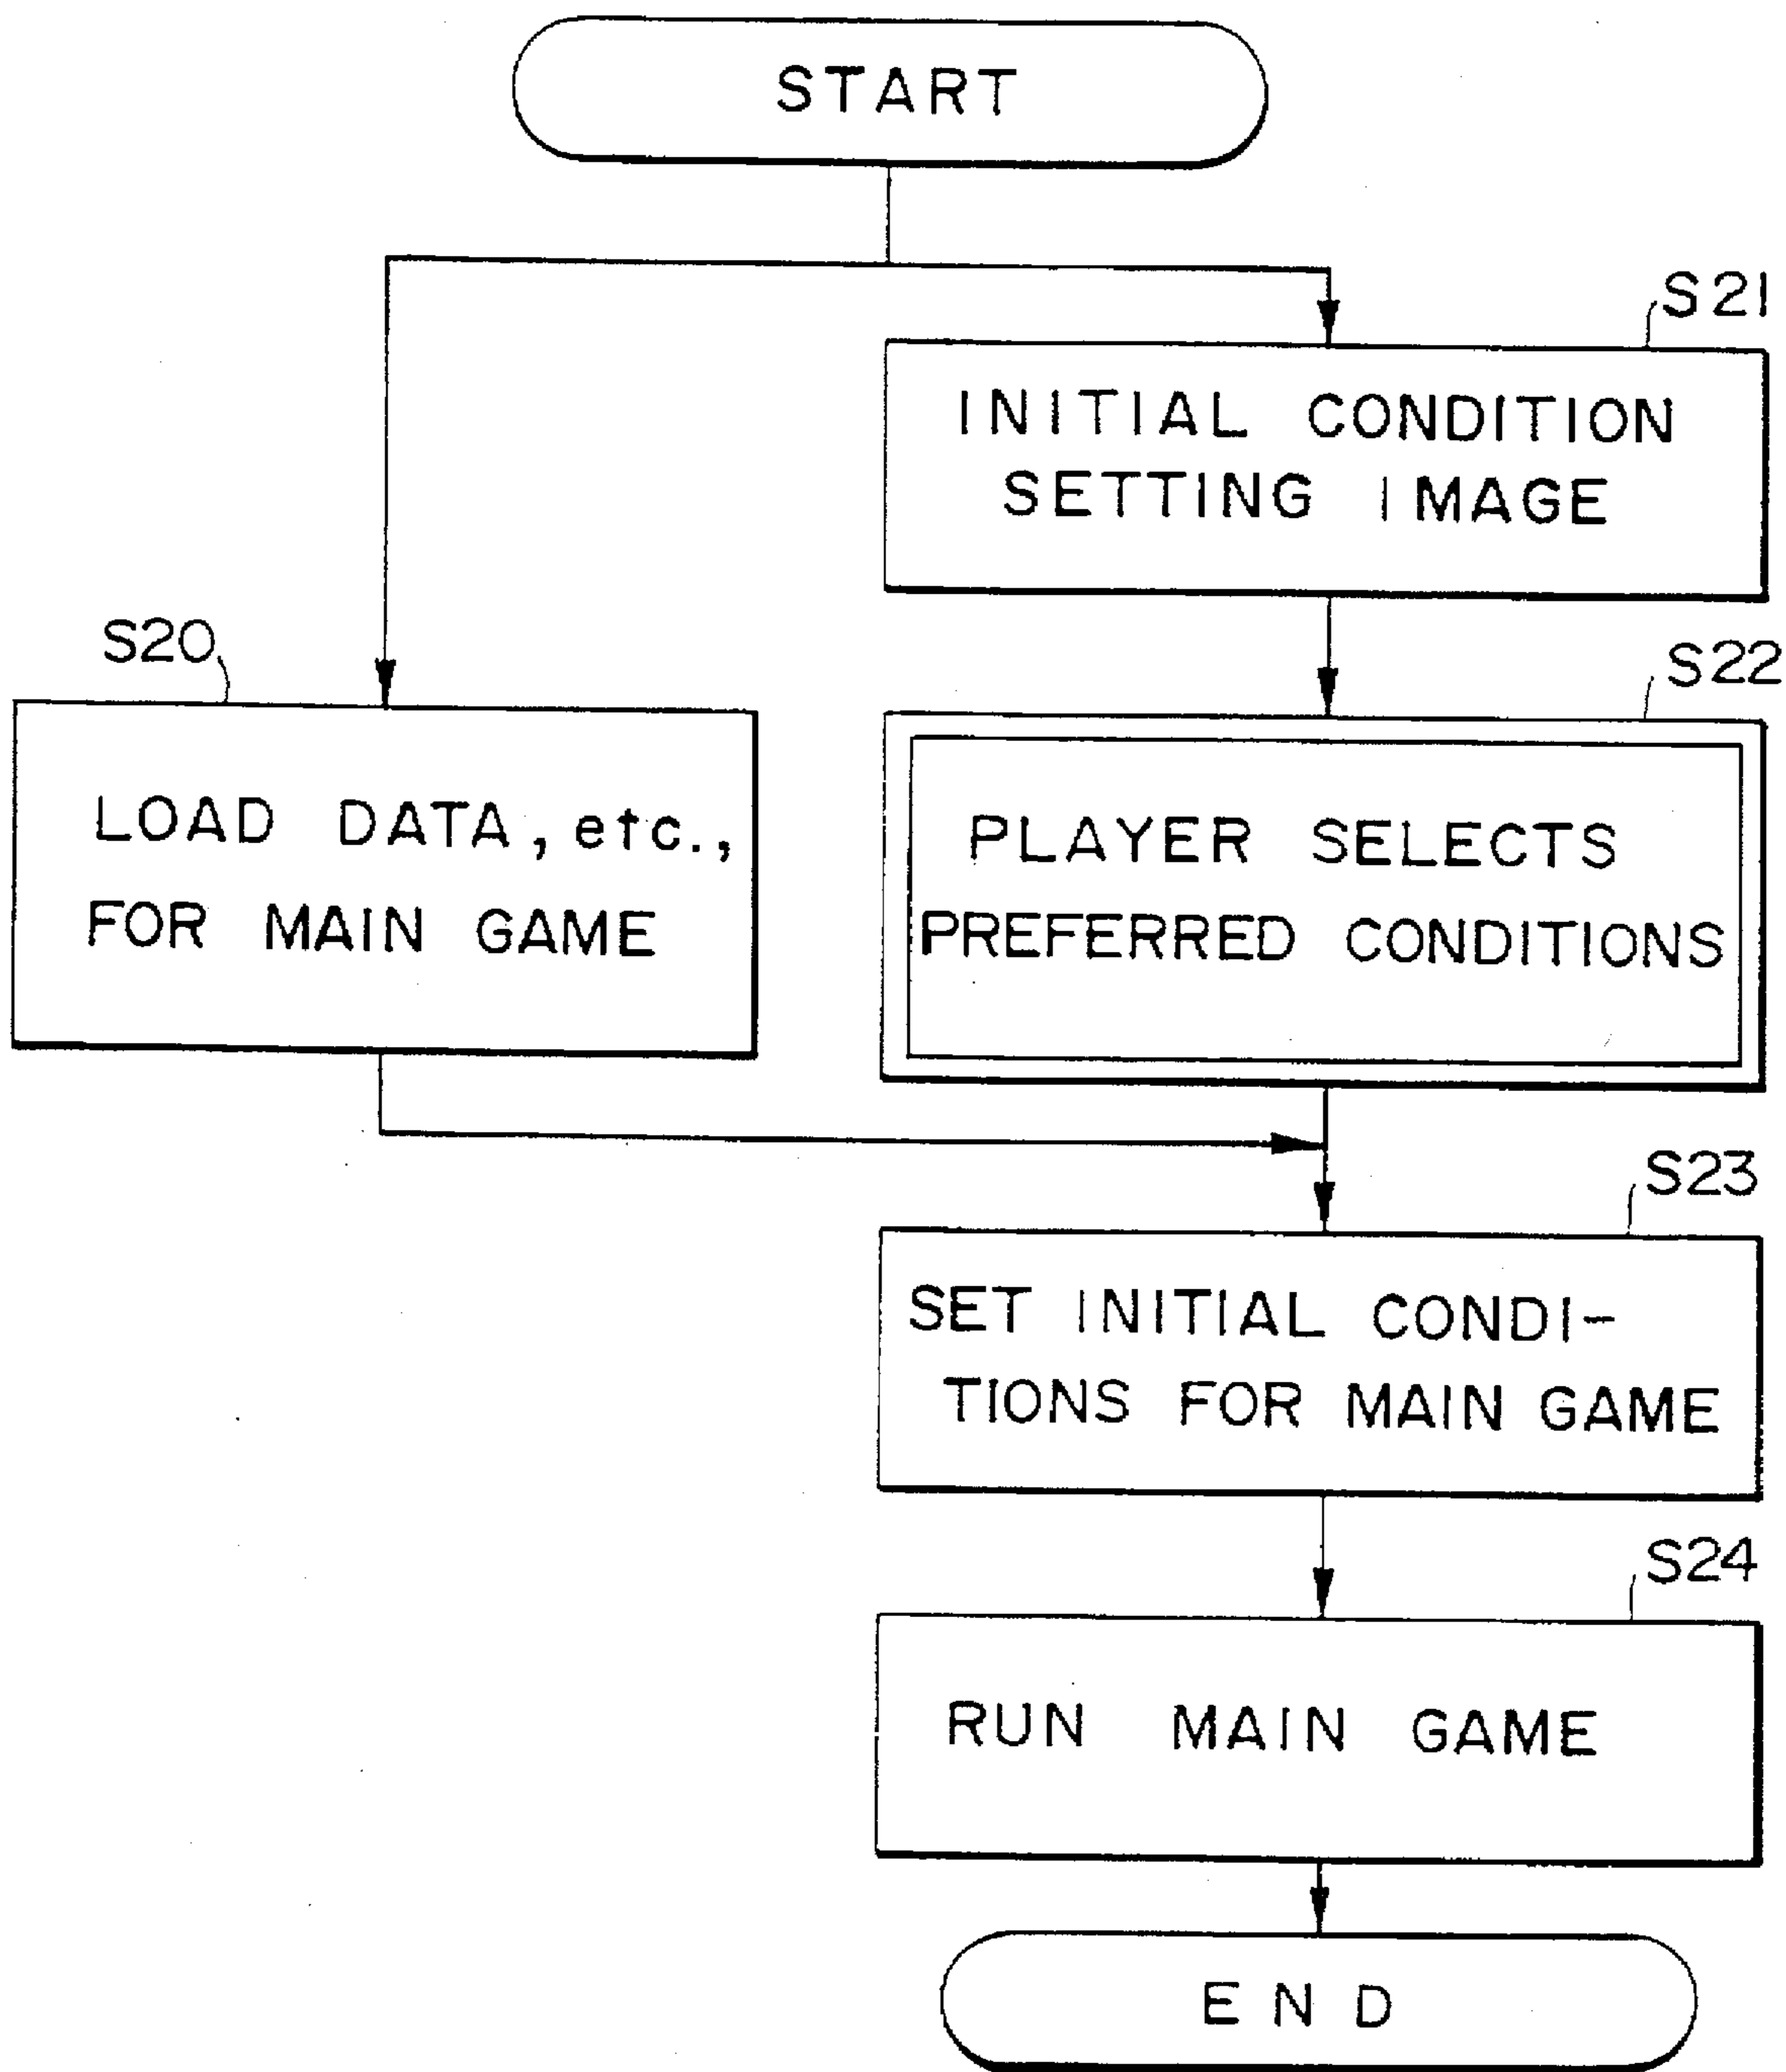 START
S21
INITIAL CONDITION
SETTING IMAGE
S20
LOAD DATA, etc.,
FOR MAIN GAME
S22
PLAYER SELECTS
PREFERRED CONDITIONS
S23
SET INITIAL CONDI-
TIONS FOR MAIN GAME
S24
RUN MAIN GAME
END